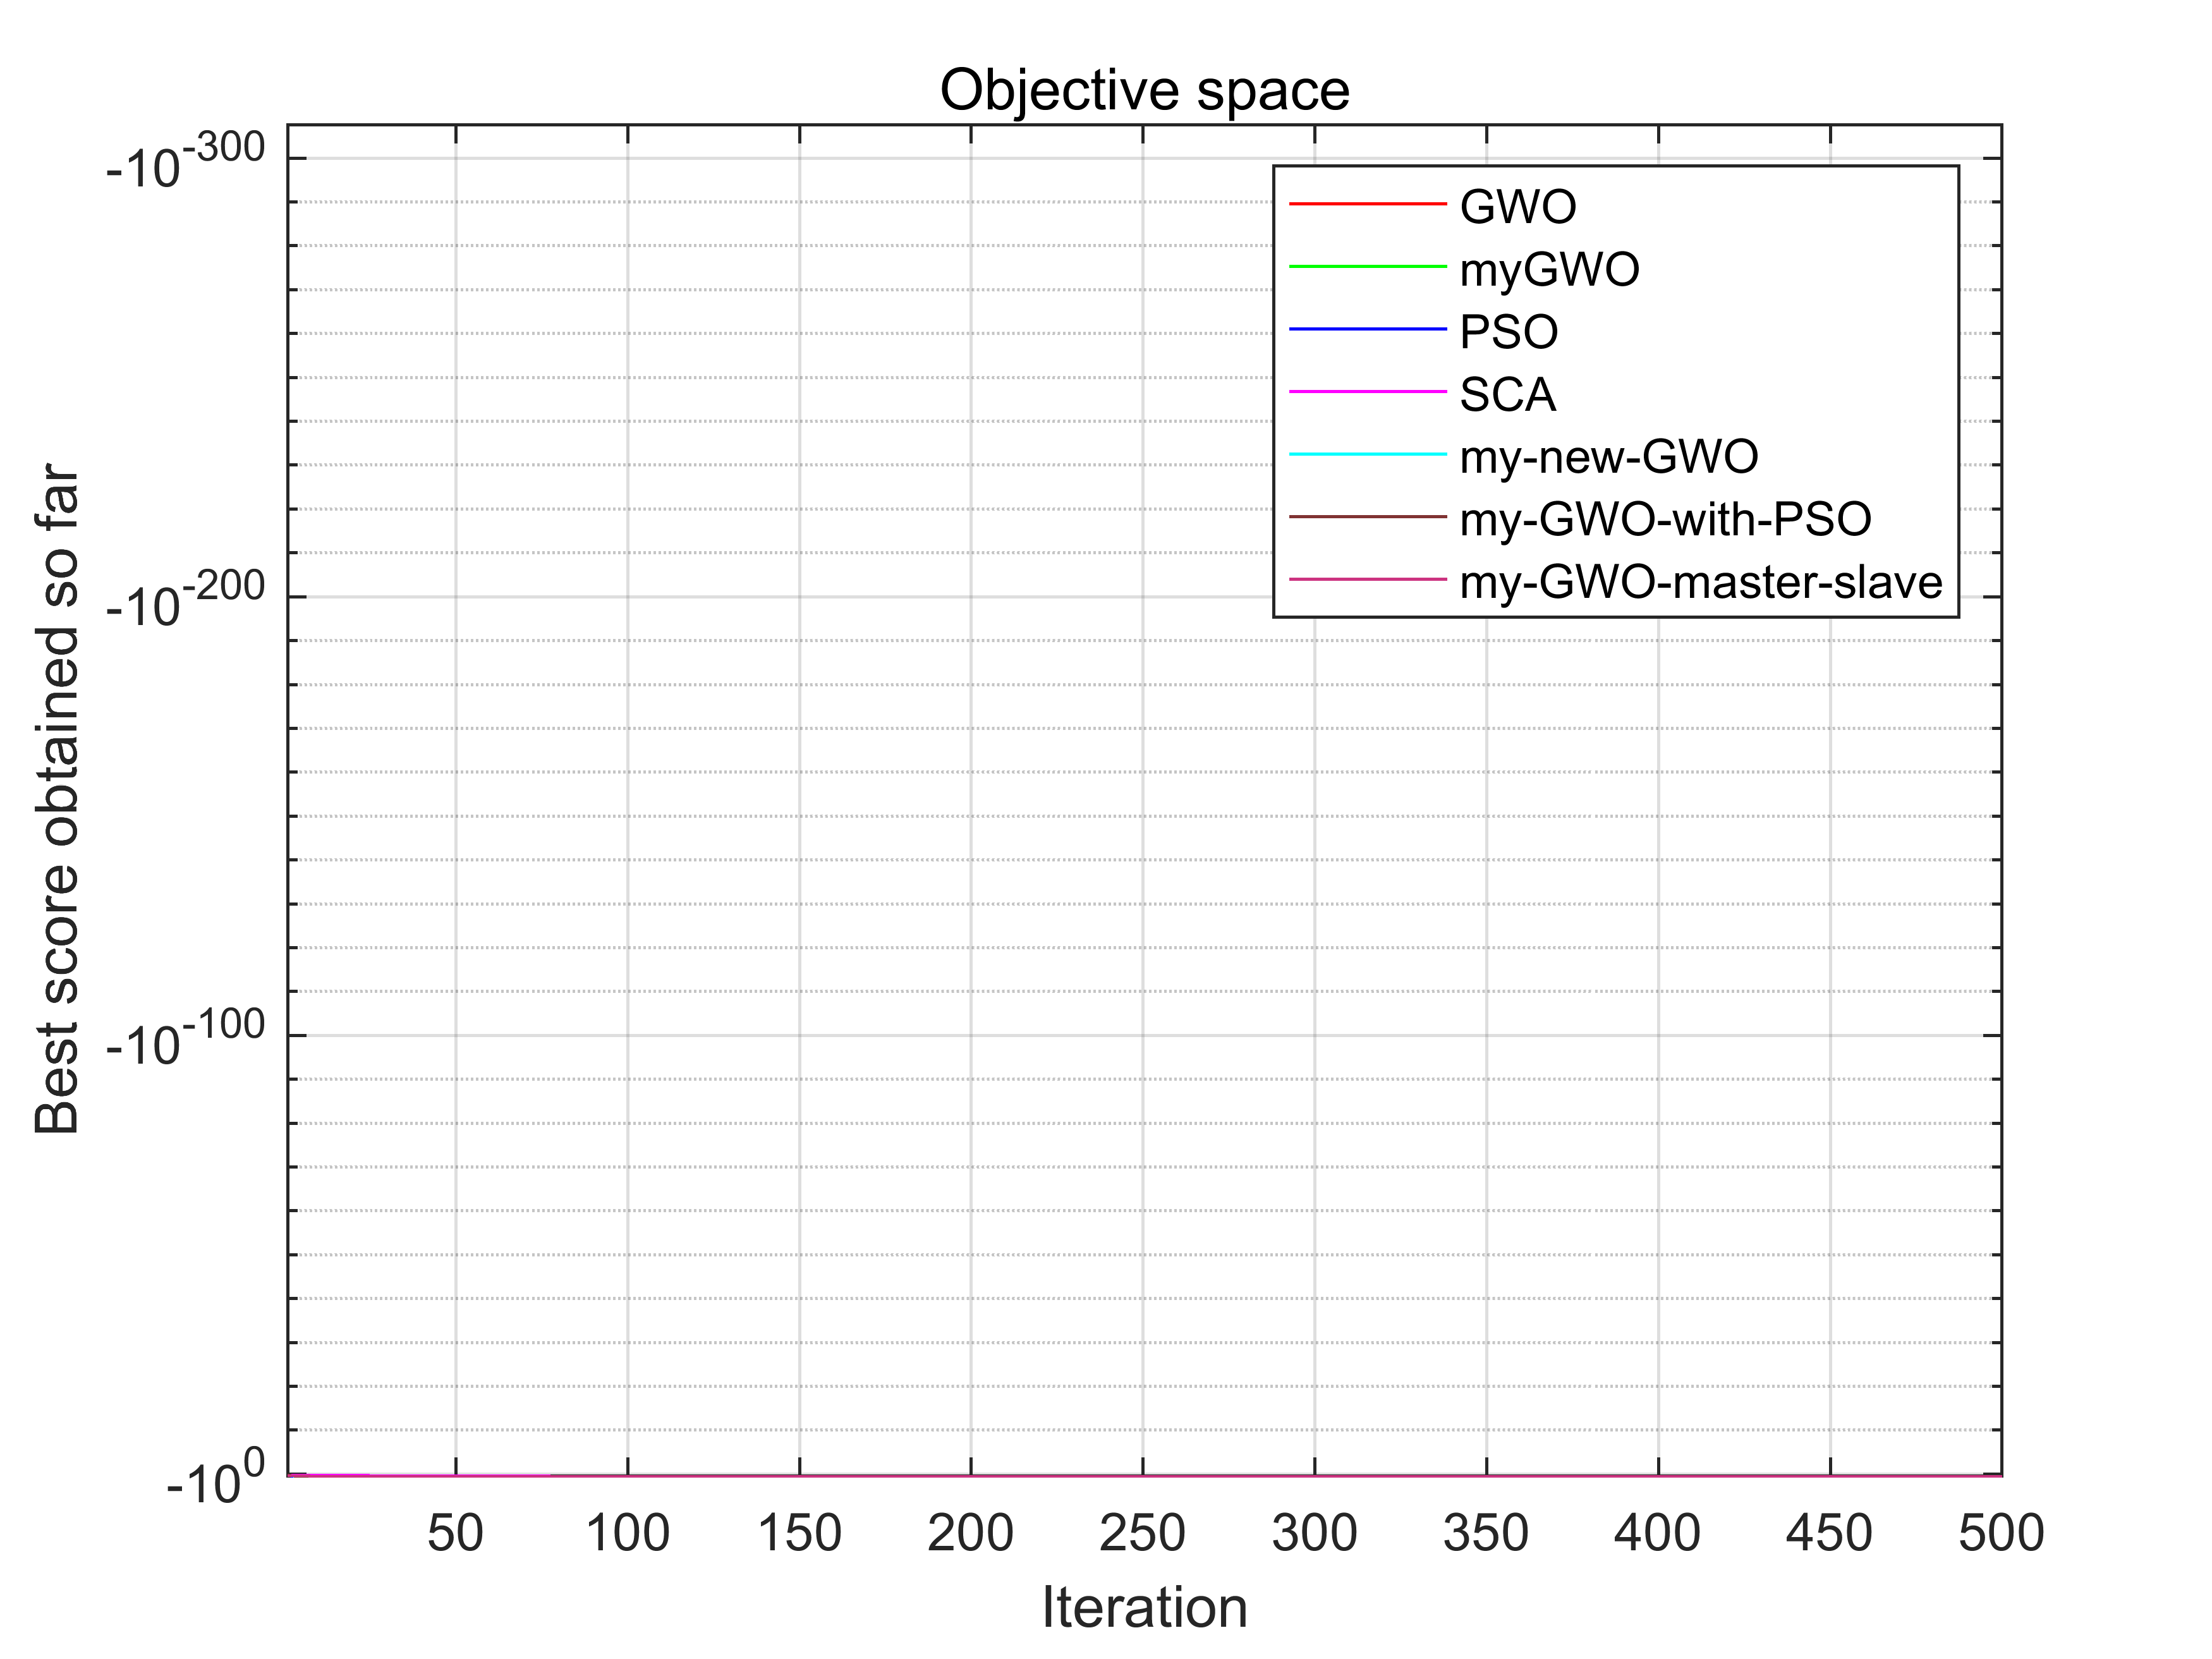 Objective space
-10^-300
-10^-200
-10^-100
-10^0
Best score obtained so far
GWO
myGWO
PSO
SCA
my-new-GWO
my-GWO-with-PSO
my-GWO-master-slave
50 100 150 200 250 300 350 400 450 500
Iteration